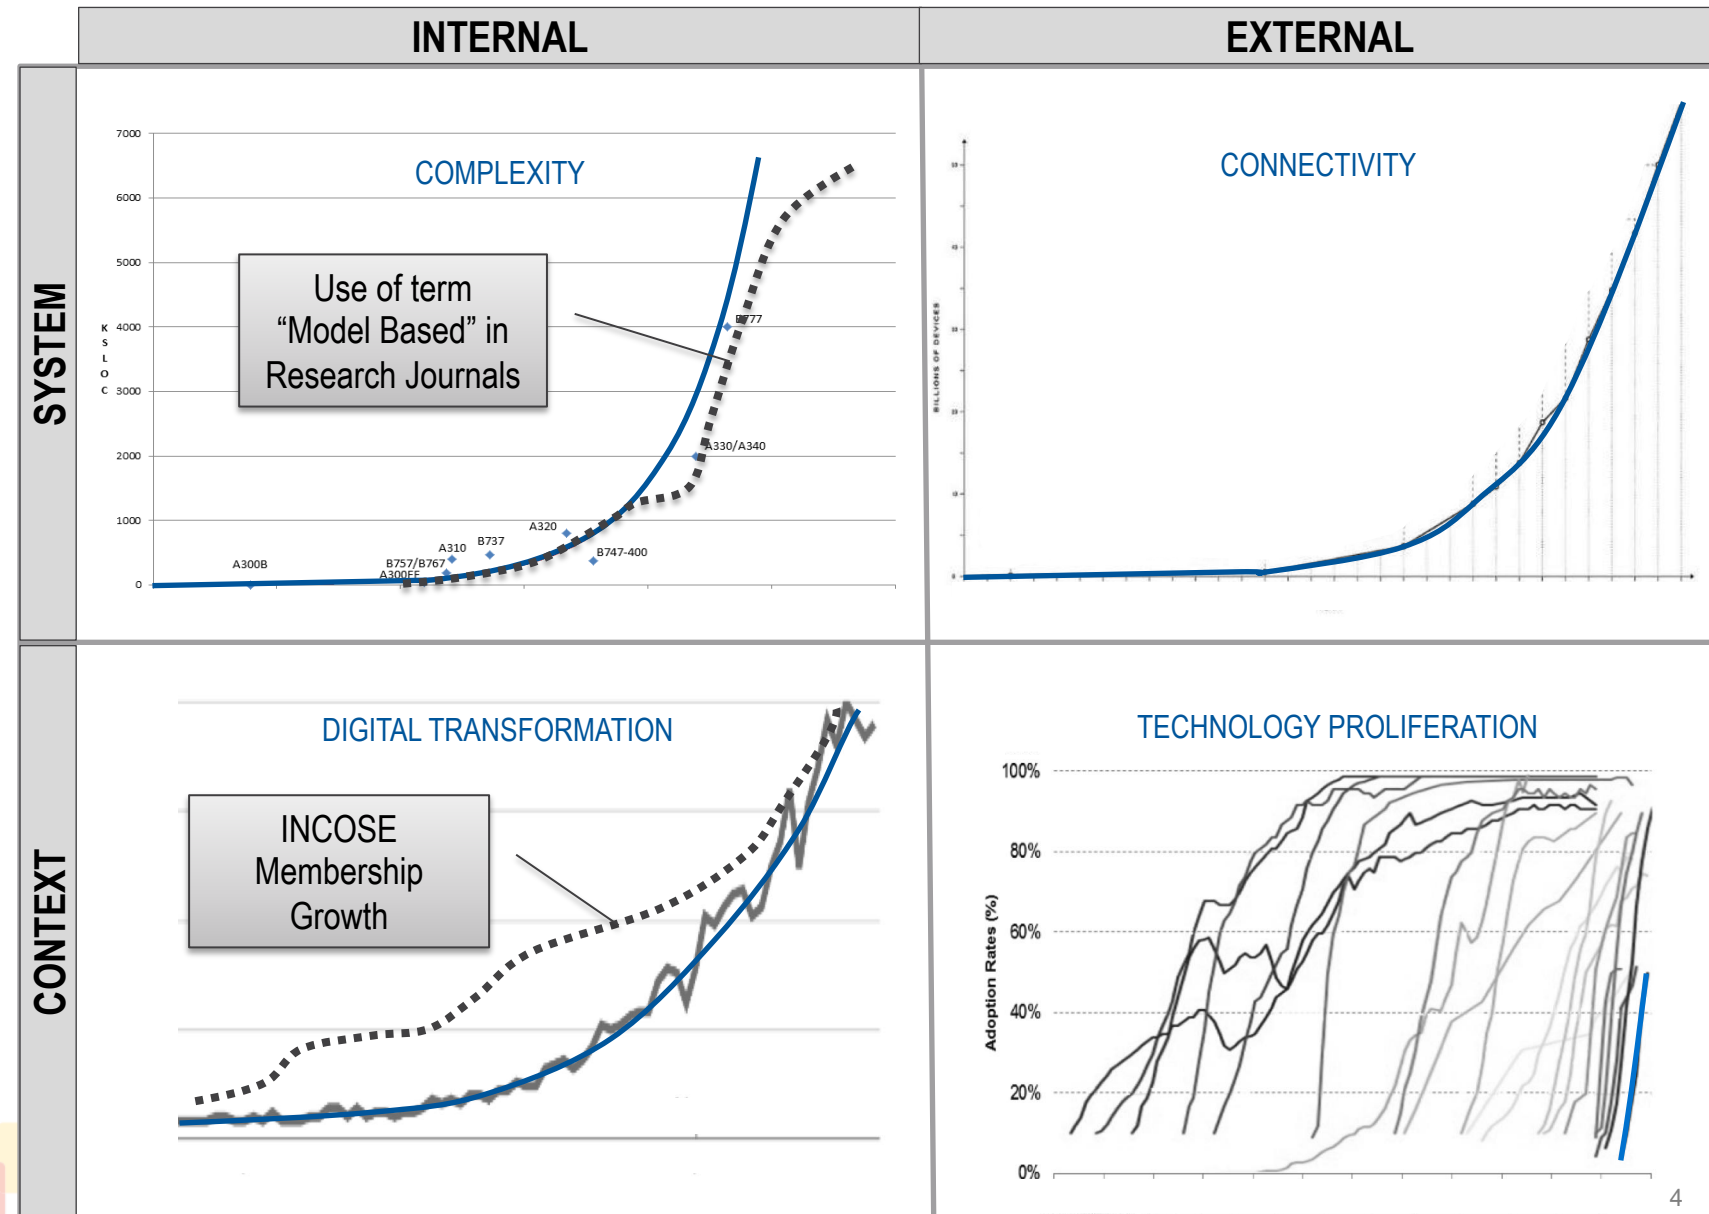 INTERNAL
EXTERNAL
SYSTEM
COMPLEXITY
7000
6000
5000
4000
3000
2000
1000
0
K
S
L
O
C
Use of term
“Model Based” in
Research Journals
B777
A330/A340
A320
B747-400
B737
A310
B757/B767
A300B
CONNECTIVITY
BILLIONS OF DEVICES
CONTEXT
DIGITAL TRANSFORMATION
INCOSE
Membership
Growth
TECHNOLOGY PROLIFERATION
Adoption Rates (%)
100%
80%
60%
40%
20%
0%
4